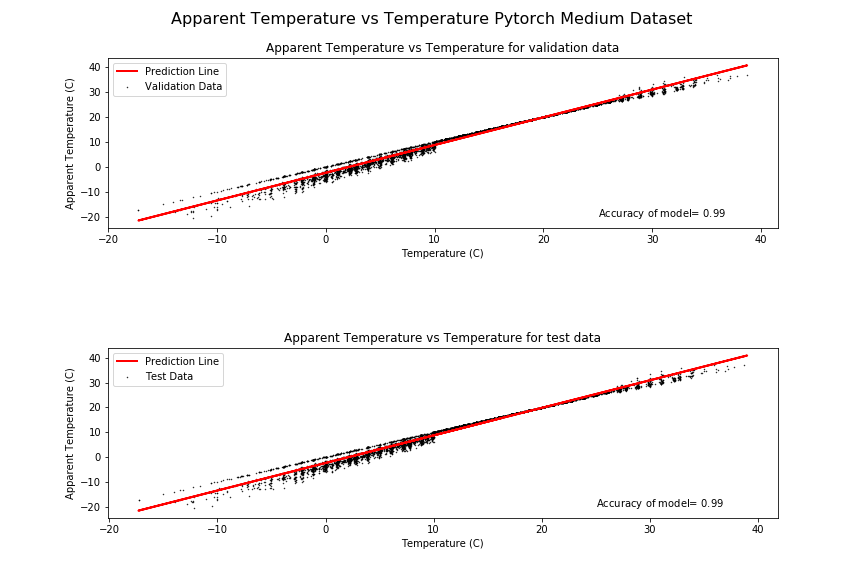 Apparent Temperature vs Temperature Pytorch Medium Dataset
Apparent Temperature vs Temperature for validation data
Prediction Line
Validation Data
Apparent Temperature (C)
40
30
20
10
0
−10
−20
Accuracy of model= 0.99
−20 −10 0 10 20 30 40
Temperature (C)
Apparent Temperature vs Temperature for test data
Prediction Line
Test Data
Apparent Temperature (C)
40
30
20
10
0
−10
−20
Accuracy of model= 0.99
−20 −10 0 10 20 30 40
Temperature (C)